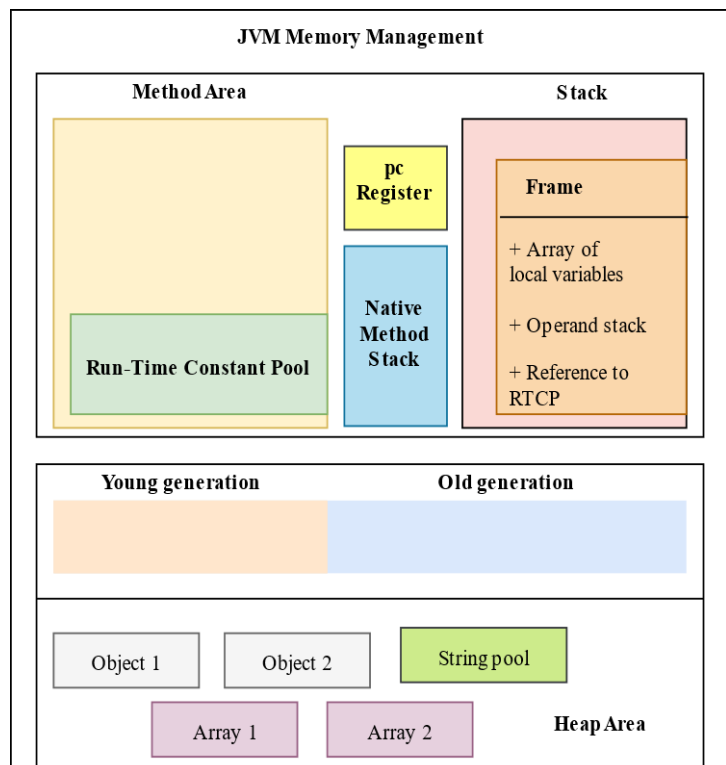 JVM Memory Management
Method Area
Stack
pc
Register
Frame
+ Array of
local variables
Native
Method
Stack
+ Operand stack
Run-Time Constant Pool
+ Reference to
RTCP
Young generation
Old generation
Object 1
Object 2
String pool
Array 1
Array 2
Heap Area